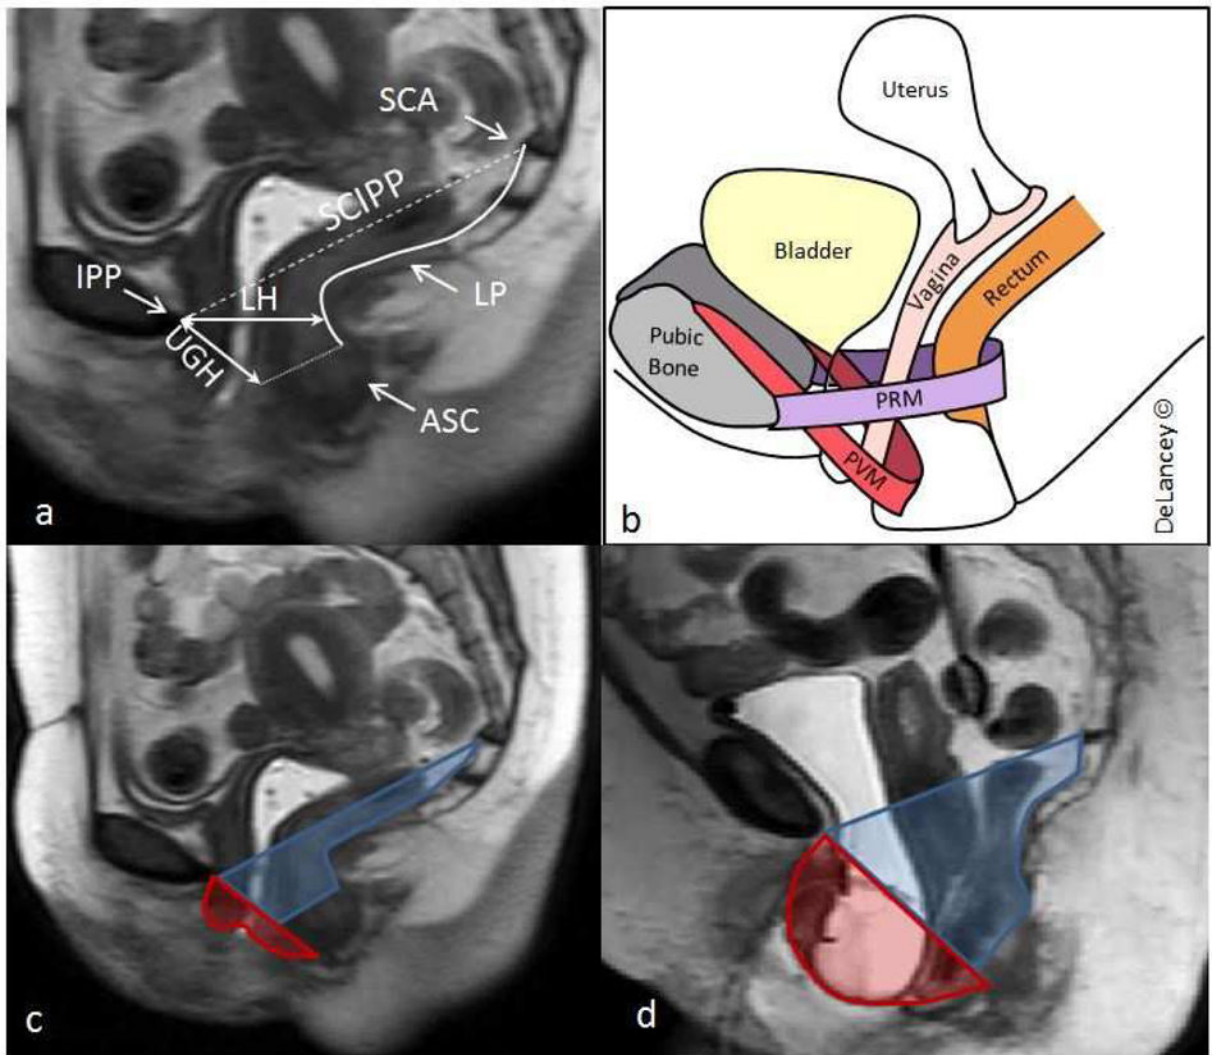 SCA
SCIPP
IPP
LH
LP
UGH
ASC
a
Uterus
Bladder
Vagina
Rectum
Pubic
Bone
PRM
PVM
DeLancey ©
b
c
d